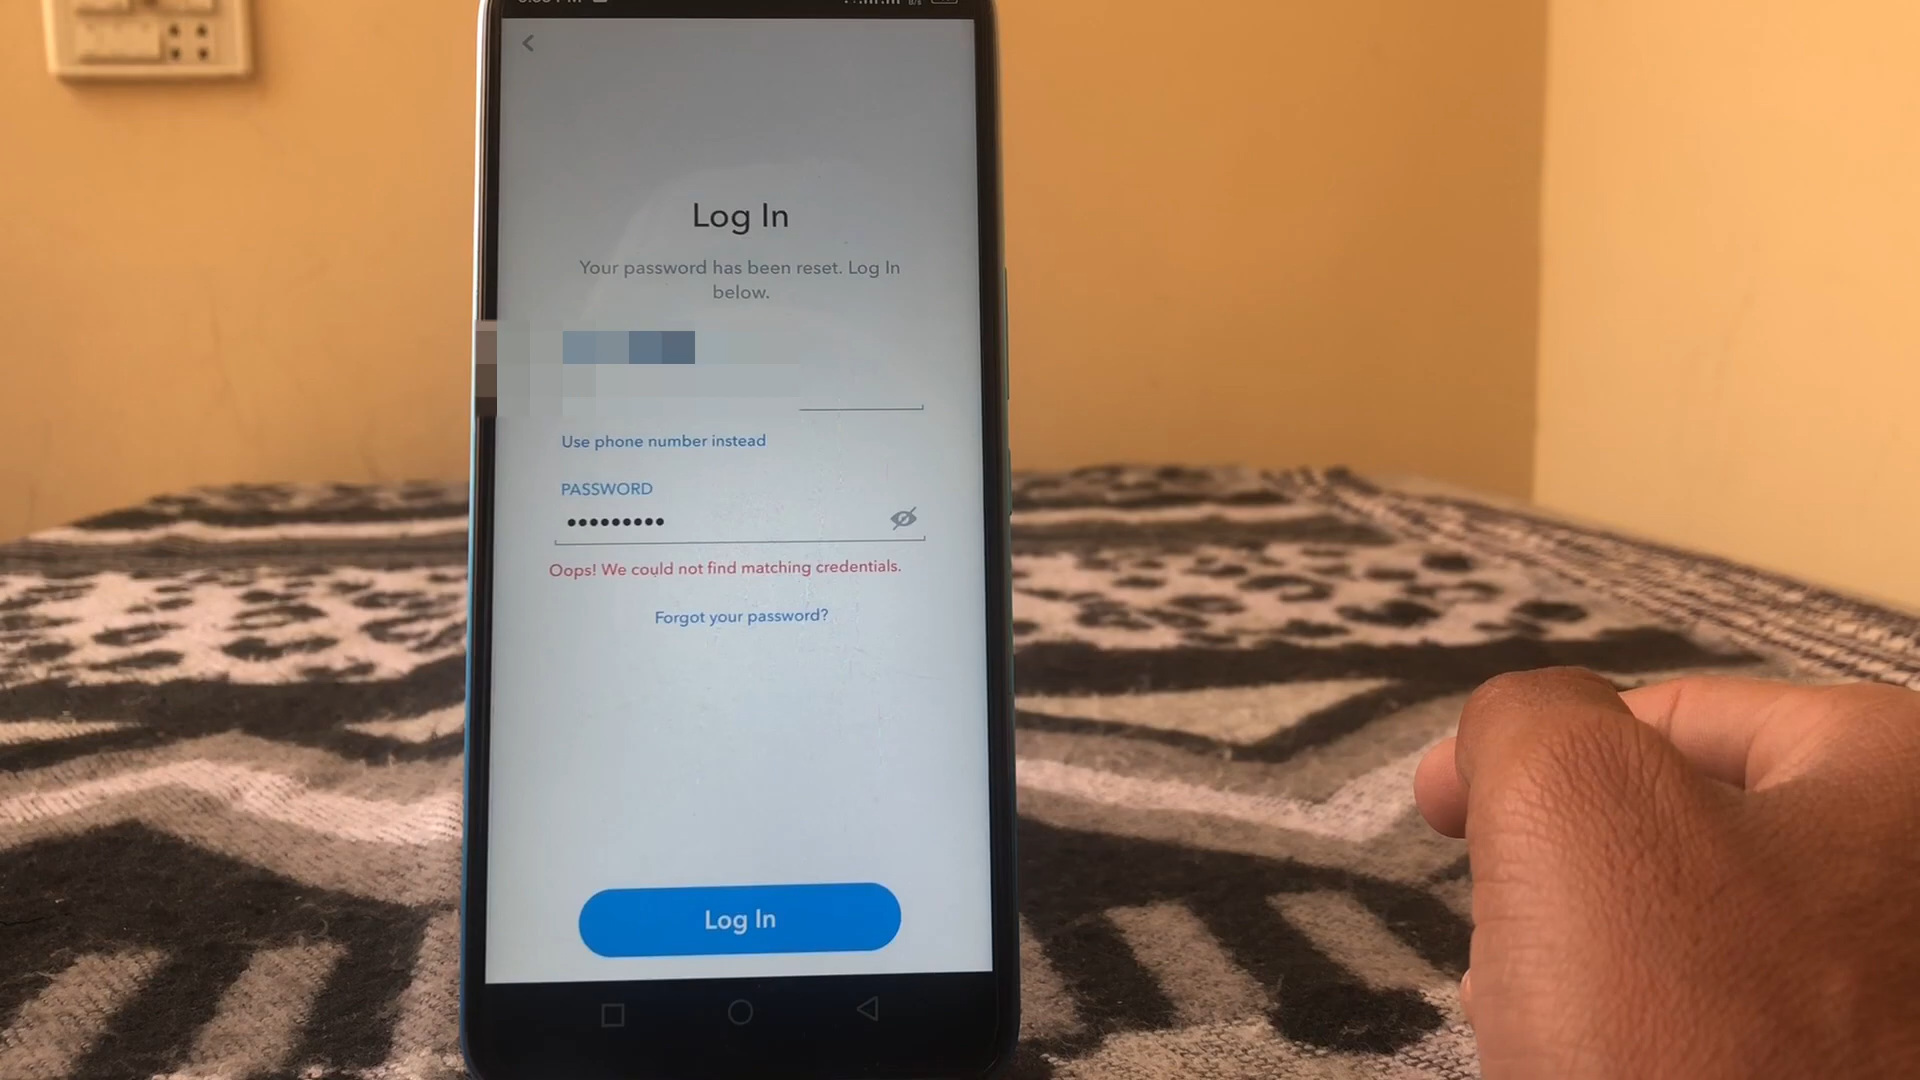 Log In
Your password has been reset. Log In
below.
Use phone number instead
PASSWORD
Oops! We could not find matching credentials.
Forgot your password?
Log In